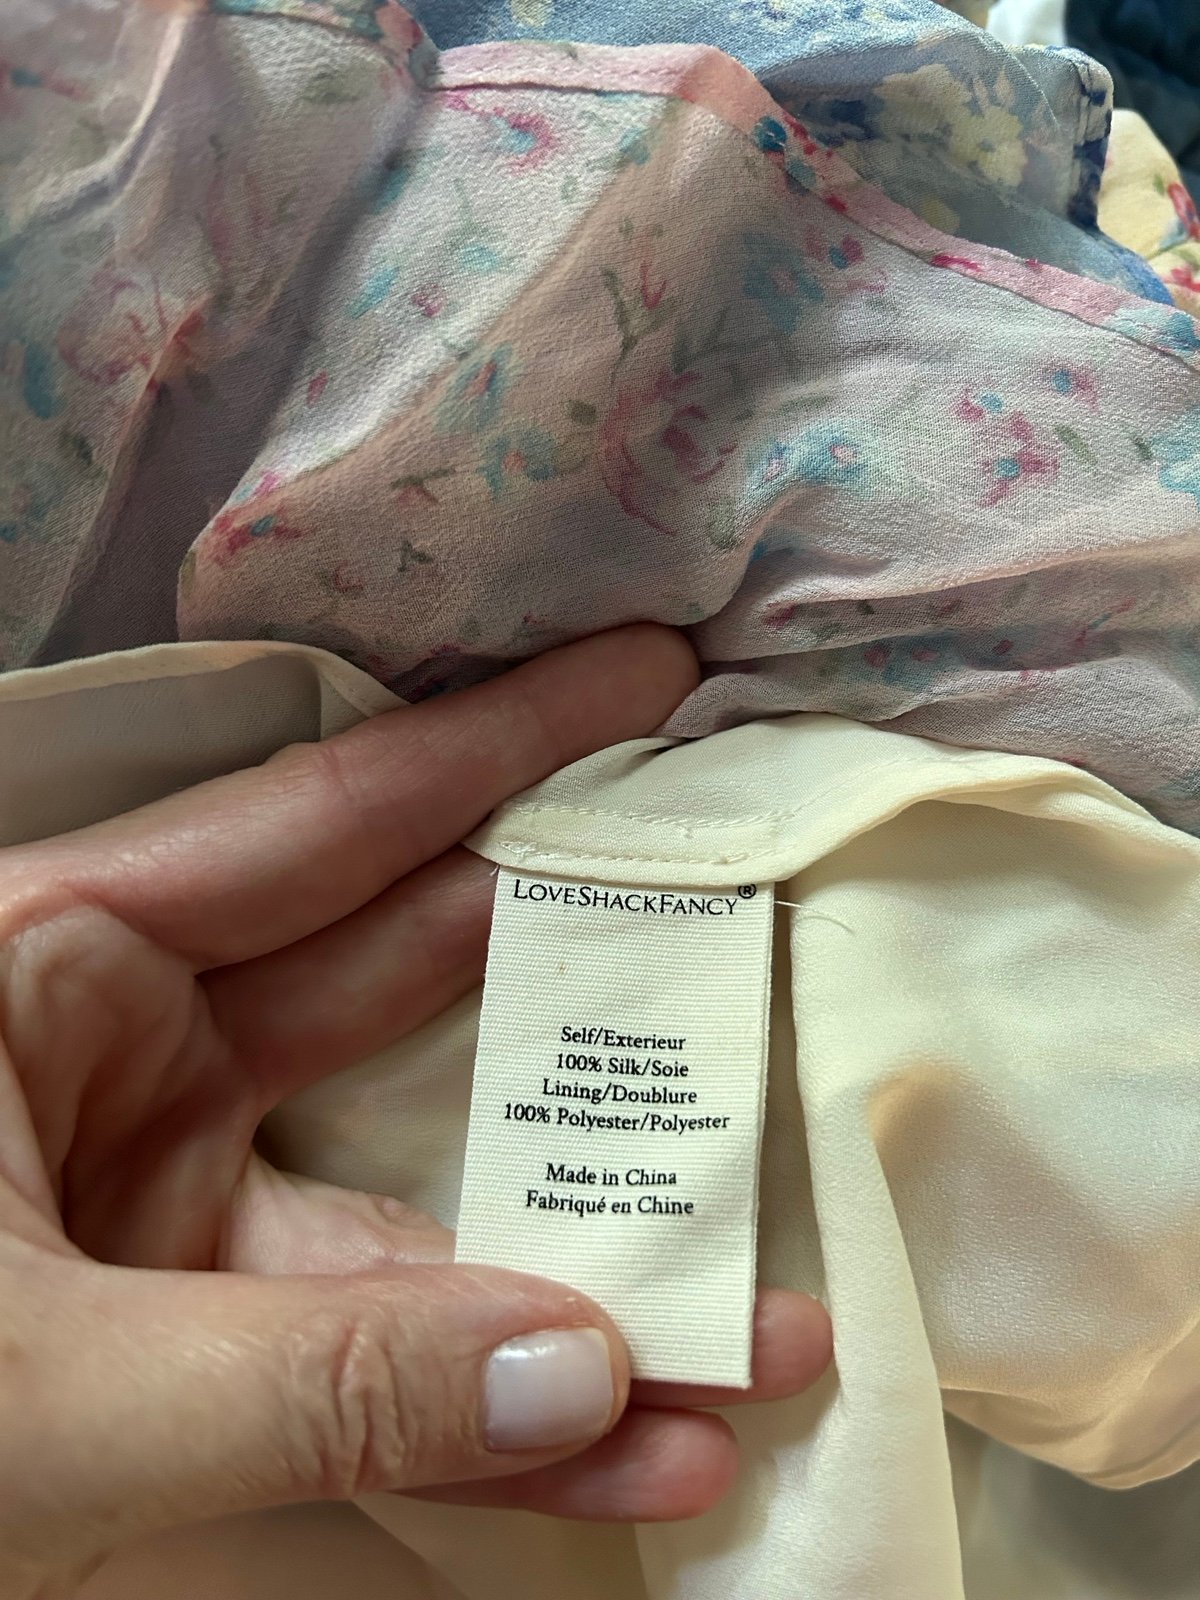 LOVESHACKFANCY®
Self/Exterieur
100% Silk/Soie
Lining/Doublure
100% Polyester/Polyester
Made in China
Fabriqué en Chine